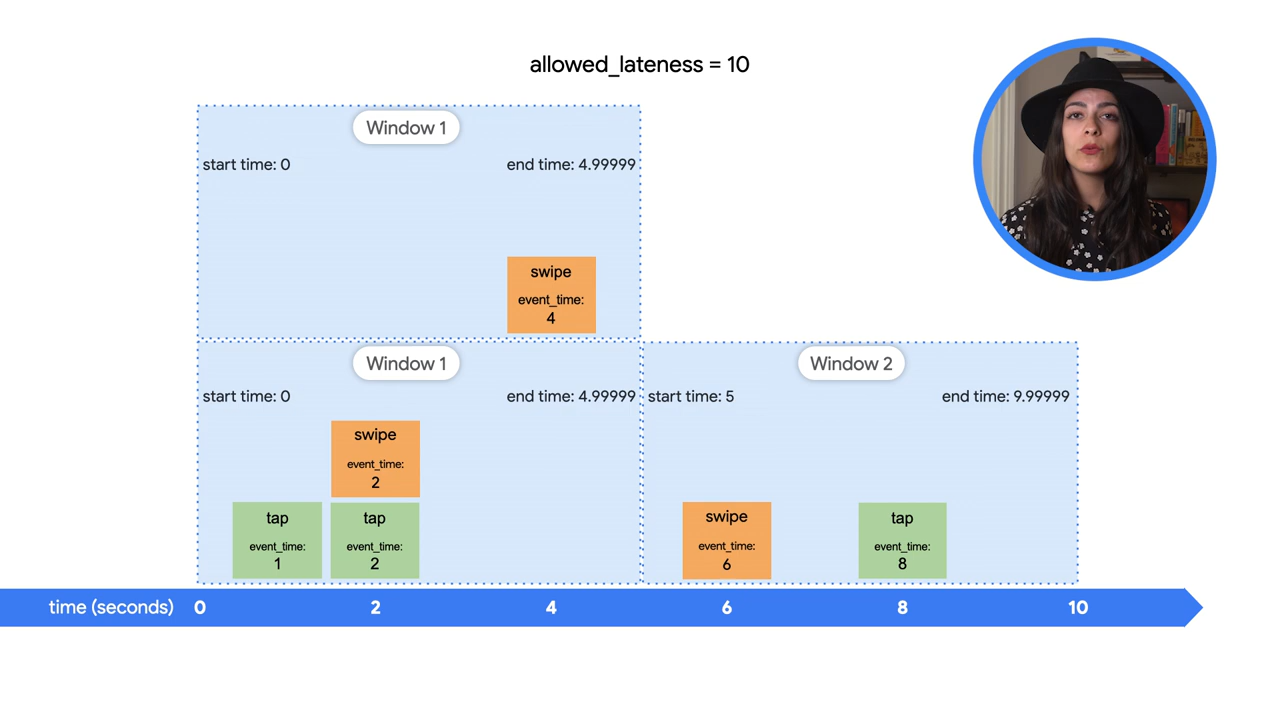 allowed_lateness = 10
Window 1
start time: 0
end time: 4.99999
swipe
event_time:
4
Window 1
start time: 0
end time: 4.99999
swipe
event_time:
2
tap
event_time:
1
tap
event_time:
2
Window 2
start time: 5
end time: 9.99999
swipe
event_time:
6
tap
event_time:
8
time (seconds) 0 2 4 6 8 10